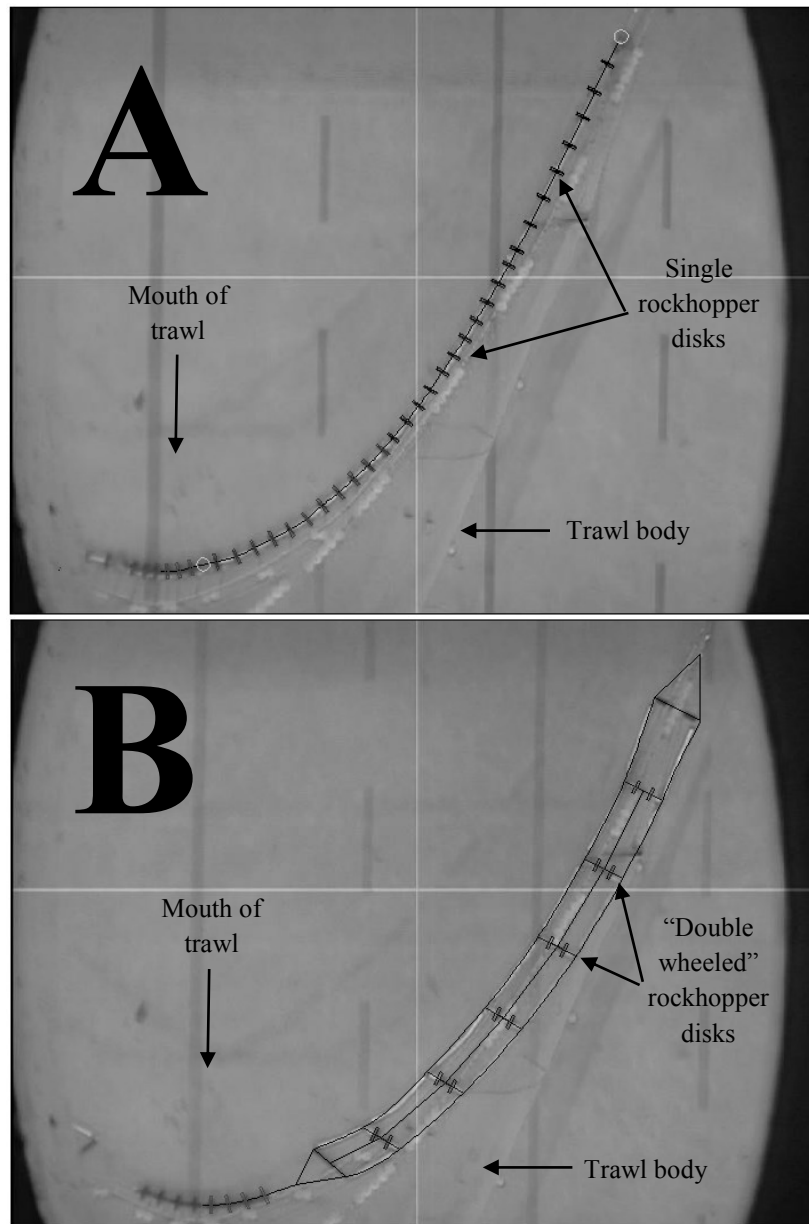 A
Mouth of
trawl
Single
rockhopper
disks
Trawl body
B
Mouth of
trawl
“Double
wheeled”
rockhopper
disks
Trawl body